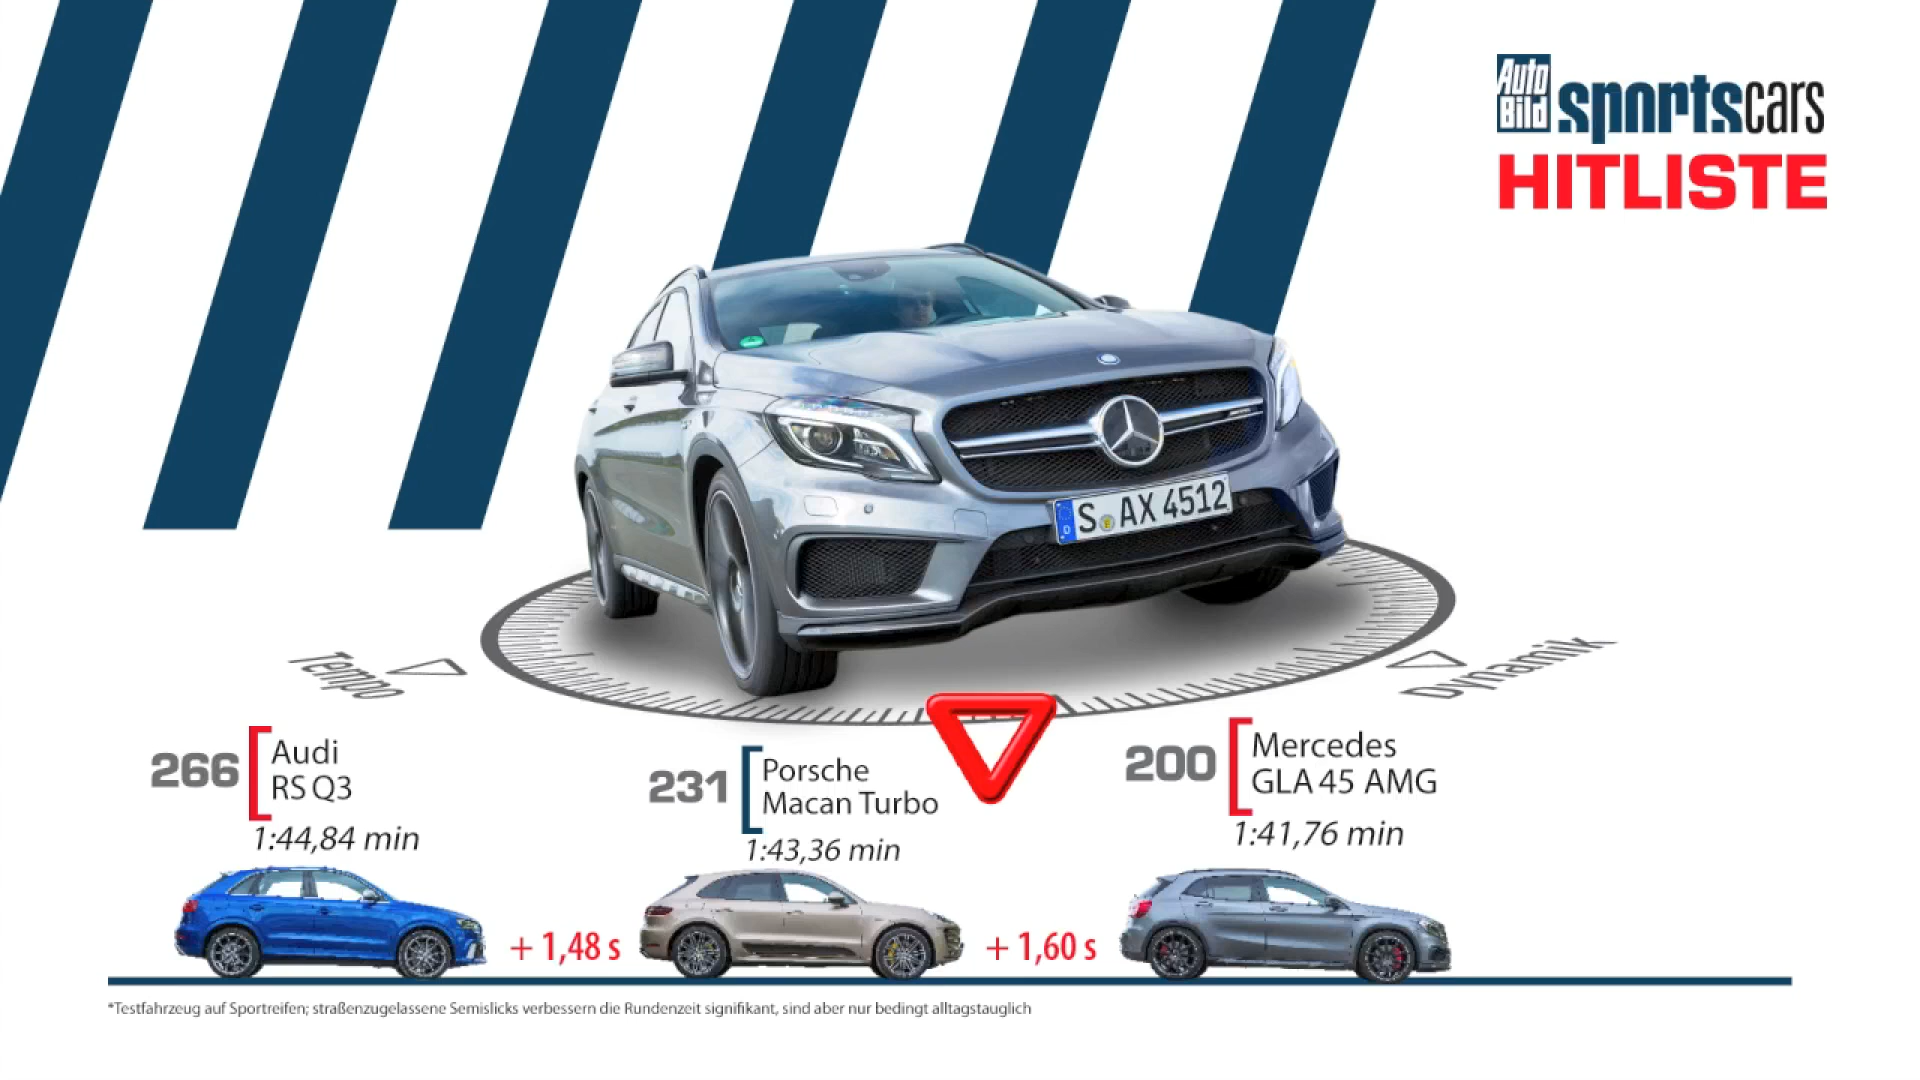 Auto
Bild
sportscars
HITLISTE
S AX 4512
D
Tempo
Dynamik
266
Audi
RS Q3
1:44,84 min
231
Porsche
Macan Turbo
1:43,36 min
200
Mercedes
GLA 45 AMG
1:41,76 min
+ 1,48 s
+ 1,60 s
*Testfahrzeug auf Sportreifen; straßenzugelassene Semislicks verbessern die Rundenzeit signifikant, sind aber nur bedingt alltagstauglich